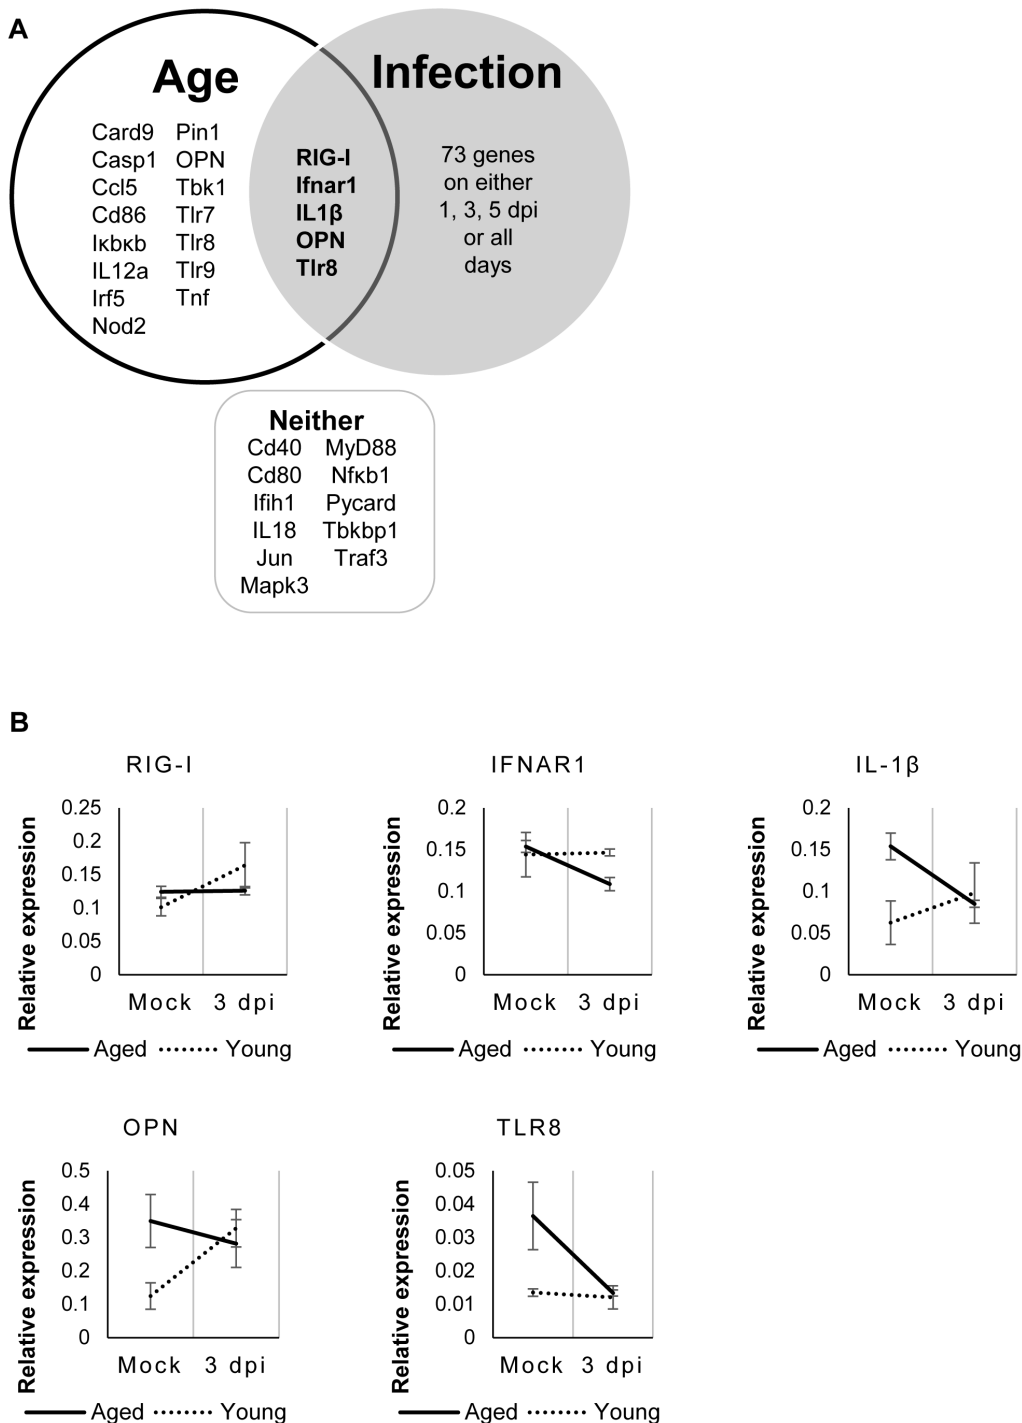 A
Age
Infection
Card9 Pin1
Casp1 OPN
Ccl5 Tbk1
Cd86 Tlr7
Iκbκb Tlr8
IL12a Tlr9
Irf5 Tnf
Nod2
RIG-I
Ifnar1
IL1β
OPN
Tlr8
73 genes
on either
1, 3, 5 dpi
or all
days
Neither
Cd40 MyD88
Cd80 Nfκb1
Ifih1 Pycard
IL18 Tbkbp1
Jun Traf3
Mapk3
B
RIG-I
Relative expression
0.25
0.2
0.15
0.1
0.05
0
Mock 3 dpi
Aged Young
IFNAR1
Relative expression
0.2
0.15
0.1
0.05
0
Mock 3 dpi
Aged Young
IL-1β
Relative expression
0.2
0.15
0.1
0.05
0
Mock 3 dpi
Aged Young
OPN
Relative expression
0.5
0.4
0.3
0.2
0.1
0
Mock 3 dpi
Aged Young
TLR8
Relative expression
0.05
0.04
0.03
0.02
0.01
0
Mock 3 dpi
Aged Young